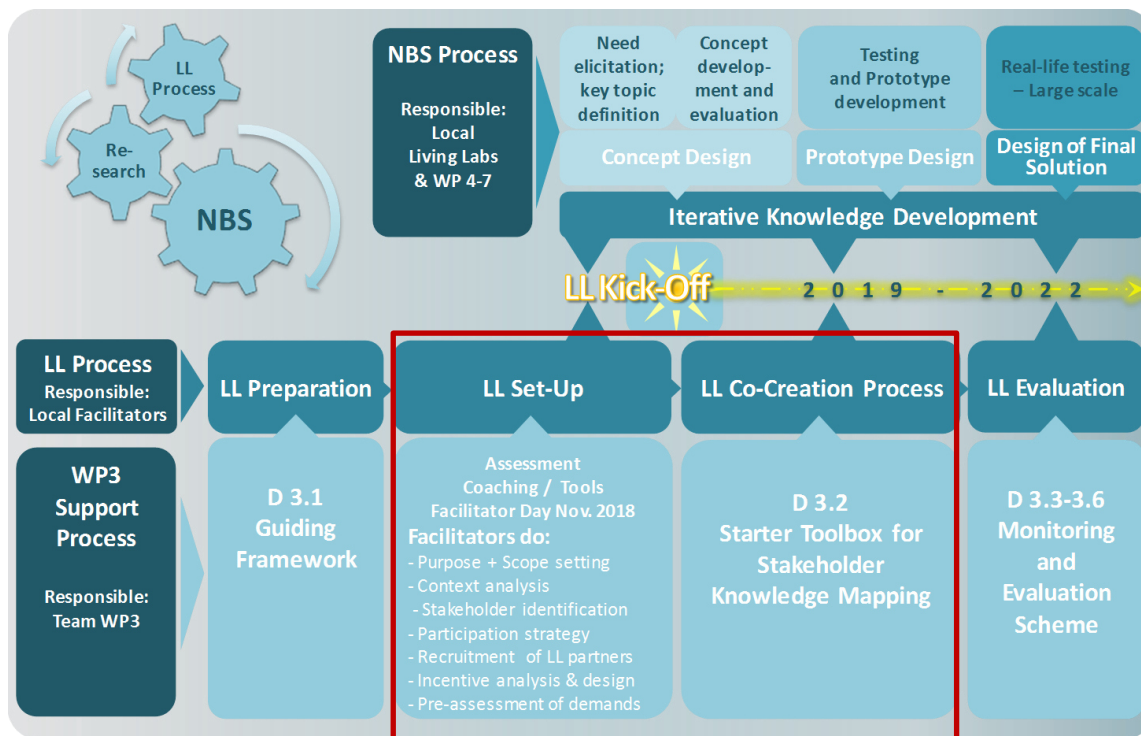 LL
Process
Re-
search
NBS
NBS Process
Responsible:
Local
Living Labs
& WP 4-7
Need
elicitation;
key topic
definition
Concept
develop-
ment and
evaluation
Testing
and Prototype
development
Real-life testing
– Large scale
Concept Design
Prototype Design
Design of Final
Solution
Iterative Knowledge Development
LL Kick-Off
2019 - 2022
LL Process
Responsible:
Local Facilitators
LL Preparation
LL Set-Up
LL Co-Creation Process
LL Evaluation
WP3
Support
Process
Responsible:
Team WP3
D 3.1
Guiding
Framework
Assessment
Coaching / Tools
Facilitator Day Nov. 2018
Facilitators do:
- Purpose + Scope setting
- Context analysis
- Stakeholder identification
- Participation strategy
- Recruitment of LL partners
- Incentive analysis & design
- Pre-assessment of demands
D 3.2
Starter Toolbox for
Stakeholder
Knowledge Mapping
D 3.3-3.6
Monitoring
and
Evaluation
Scheme